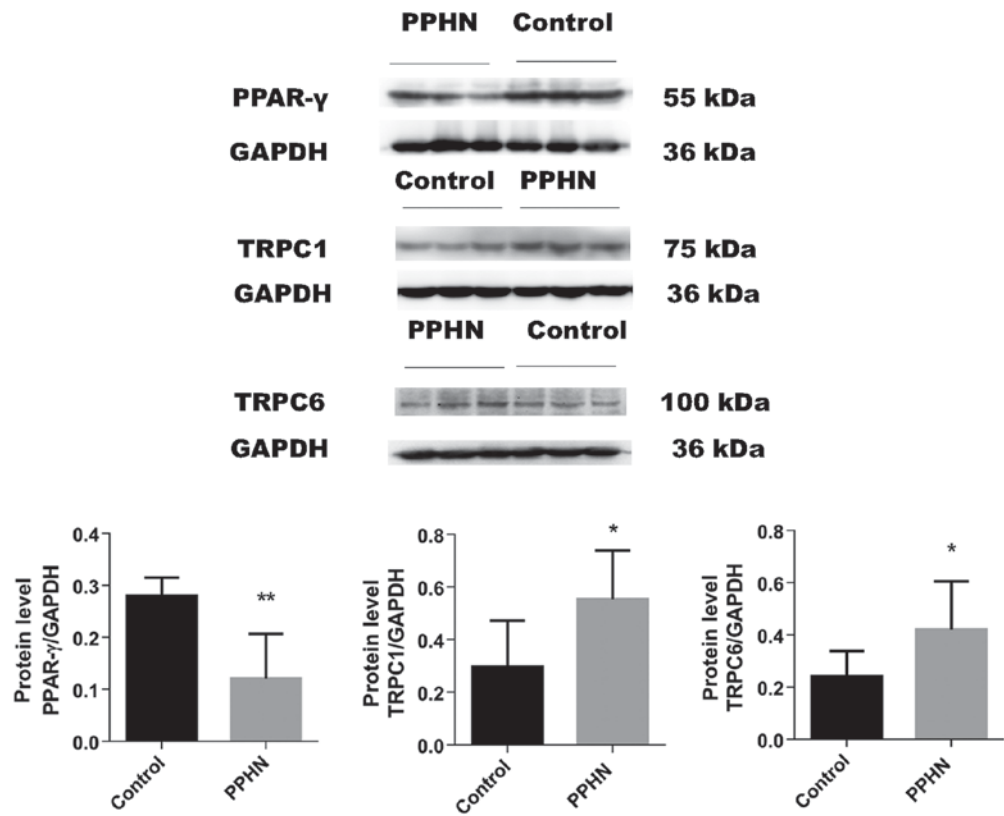 PPHN Control
PPAR-γ 55 kDa
GAPDH 36 kDa
Control PPHN
TRPC1 75 kDa
GAPDH 36 kDa
PPHN Control
TRPC6 100 kDa
GAPDH 36 kDa
Protein level
PPAR-γ/GAPDH
0.4
0.3
0.2
0.1
0.0
**
Control
PPHN
Protein level
TRPC1/GAPDH
0.8
0.6
0.4
0.2
0.0
*
Control
PPHN
Protein level
TRPC6/GAPDH
0.8
0.6
0.4
0.2
0.0
*
Control
PPHN